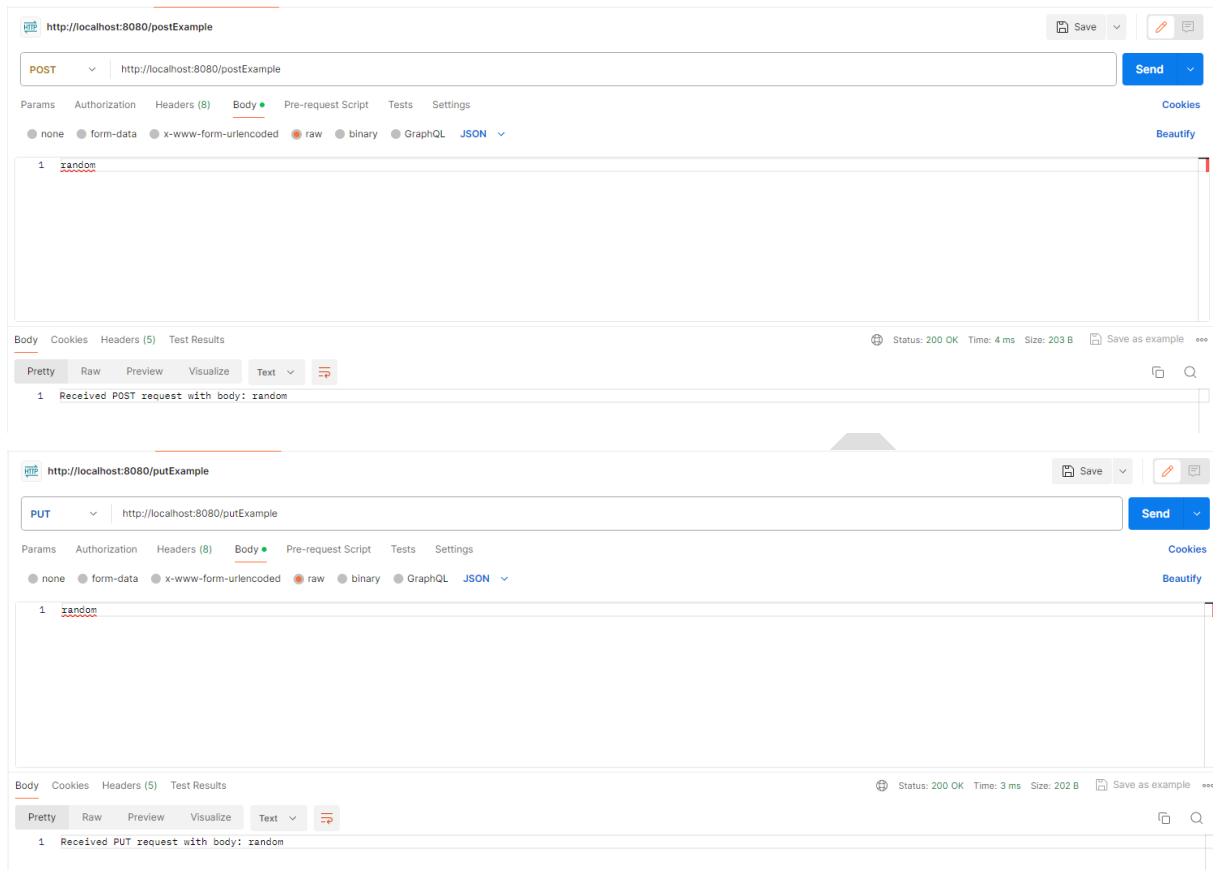 HTTP http://localhost:8080/postExample Save
POST http://localhost:8080/postExample Send
Params Authorization Headers (8) Body Pre-request Script Tests Settings Cookies
none form-data x-www-form-urlencoded raw binary GraphQL JSON Beautify
1 random
Body Cookies Headers (5) Test Results Status: 200 OK Time: 4 ms Size: 203 B Save as example
Pretty Raw Preview Visualize Text
1 Received POST request with body: random
HTTP http://localhost:8080/putExample Save
PUT http://localhost:8080/putExample Send
Params Authorization Headers (8) Body Pre-request Script Tests Settings Cookies
none form-data x-www-form-urlencoded raw binary GraphQL JSON Beautify
1 random
Body Cookies Headers (5) Test Results Status: 200 OK Time: 3 ms Size: 202 B Save as example
Pretty Raw Preview Visualize Text
1 Received PUT request with body: random